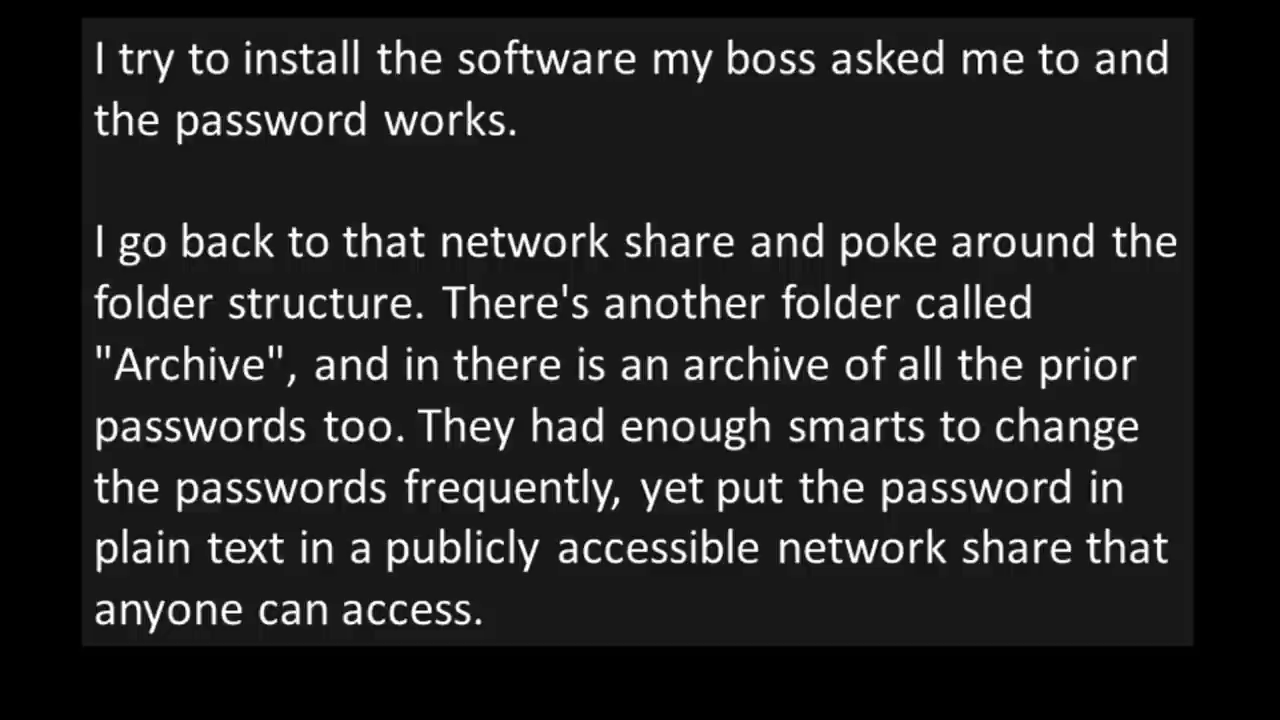 I try to install the software my boss asked me to and
the password works.
I go back to that network share and poke around the
folder structure. There's another folder called
"Archive", and in there is an archive of all the prior
passwords too. They had enough smarts to change
the passwords frequently, yet put the password in
plain text in a publicly accessible network share that
anyone can access.